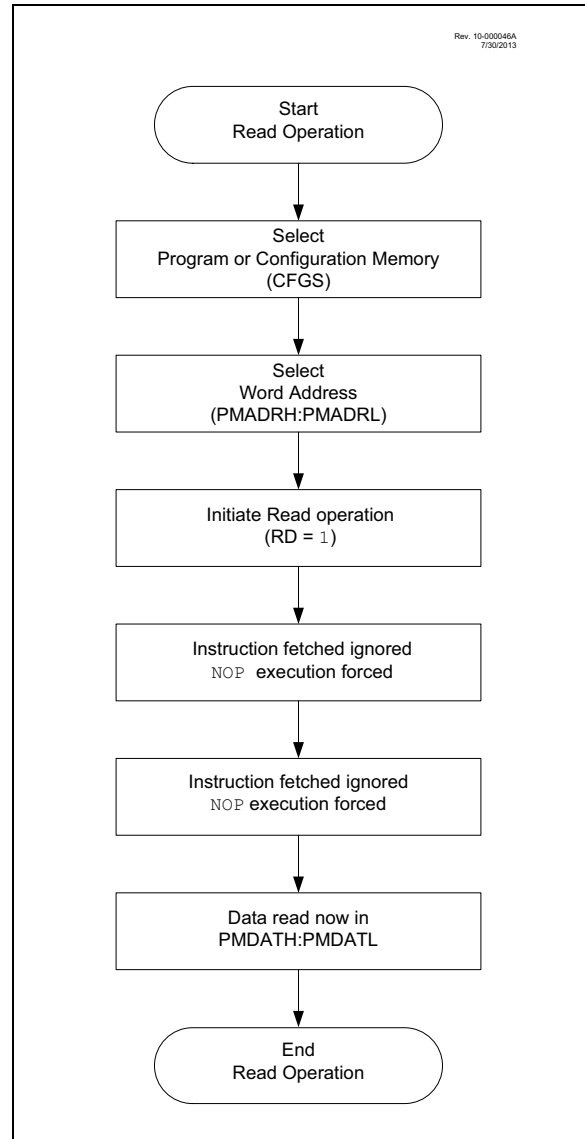 Rev. 10-000046A
7/30/2013
Start
Read Operation
Select
Program or Configuration Memory
(CFGS)
Select
Word Address
(PMADRH:PMADRL)
Initiate Read operation
(RD = 1)
Instruction fetched ignored
NOP execution forced
Instruction fetched ignored
NOP execution forced
Data read now in
PMDATH:PMDATL
End
Read Operation